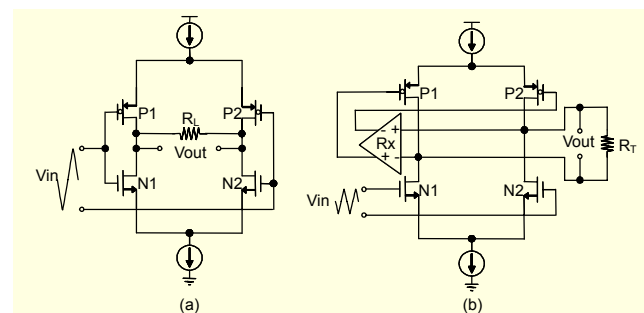 P1
P2
RL
Vout
Vin
N1
N2
(a)
P1
P2
- +
Rx
+ -
Vout
RT
N1
N2
Vin
(b)